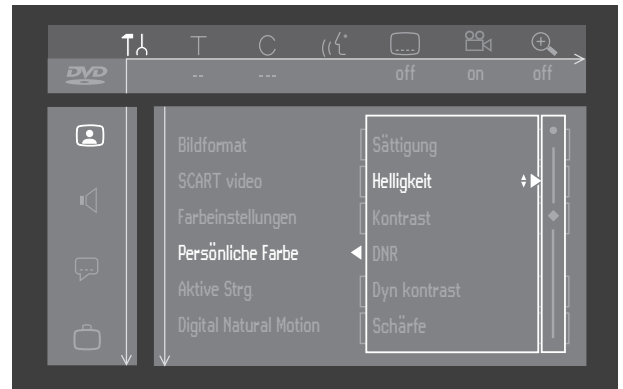 T C
DVD -- --- off on off
Bildformat
SCART video
Farbeinstellungen
Persönliche Farbe
Aktive Strg
Digital Natural Motion
Sättigung
Helligkeit
Kontrast
DNR
Dyn kontrast
Schärfe